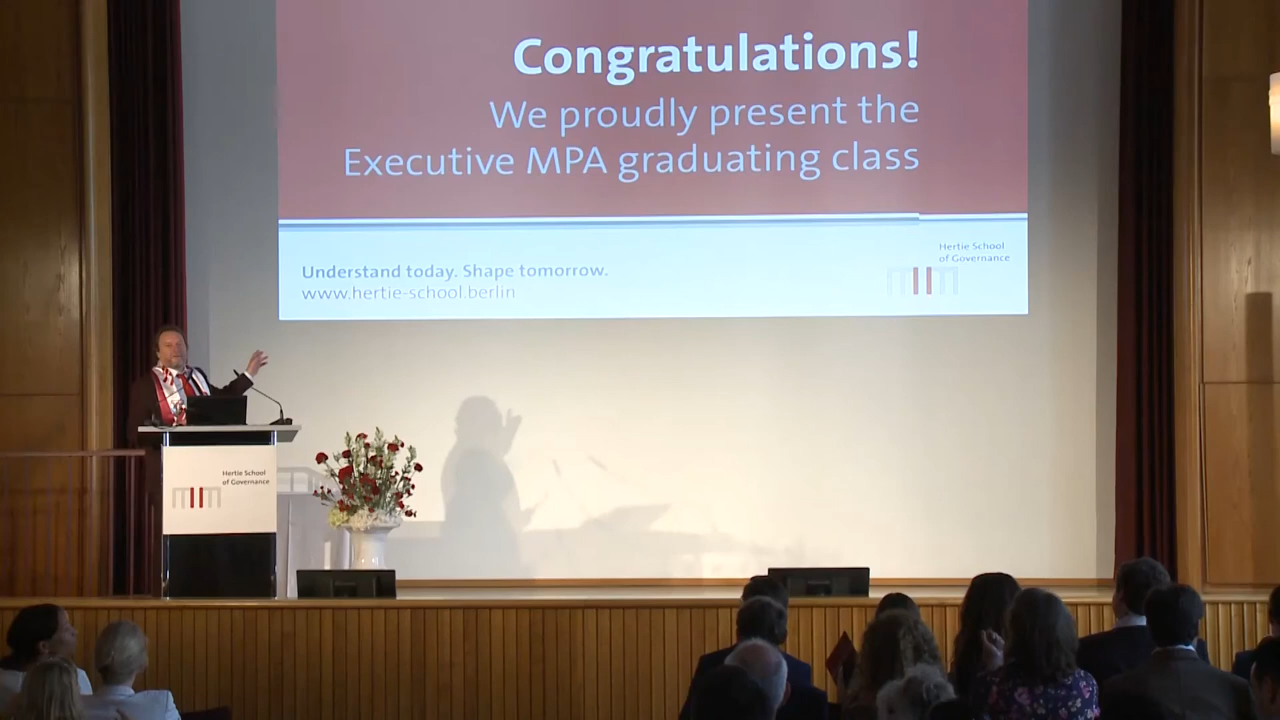 Congratulations!
We proudly present the
Executive MPA graduating class
Hertie School
of Governance
Understand today. Shape tomorrow.
www.hertie-school.berlin
Hertie School
of Governance